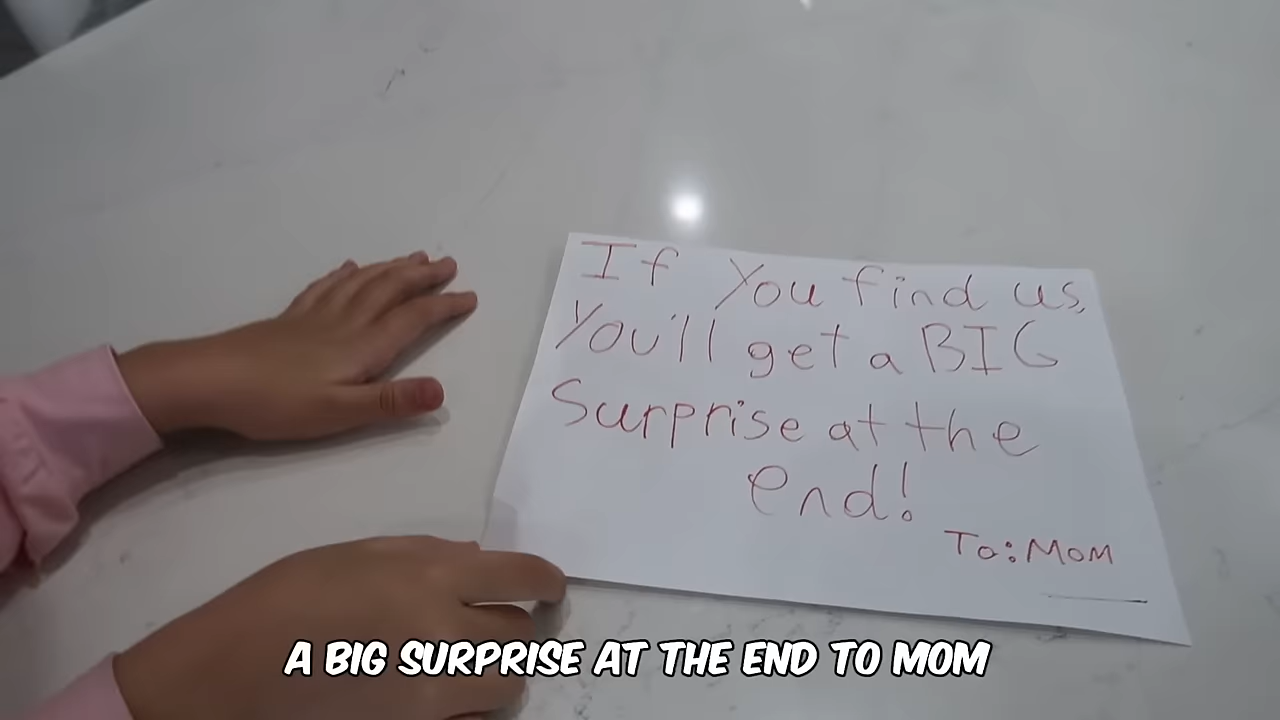 If You find us,
You'll get a BIG
Surprise at the
end!
To: Mom
A BIG SURPRISE AT THE END TO MOM